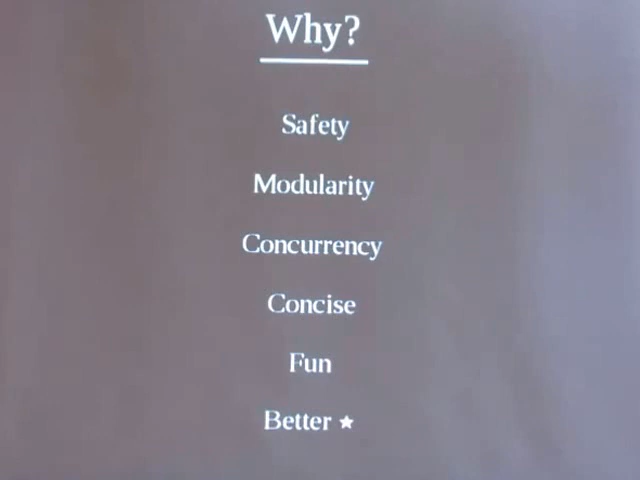 Why?
Safety
Modularity
Concurrency
Concise
Fun
Better ★